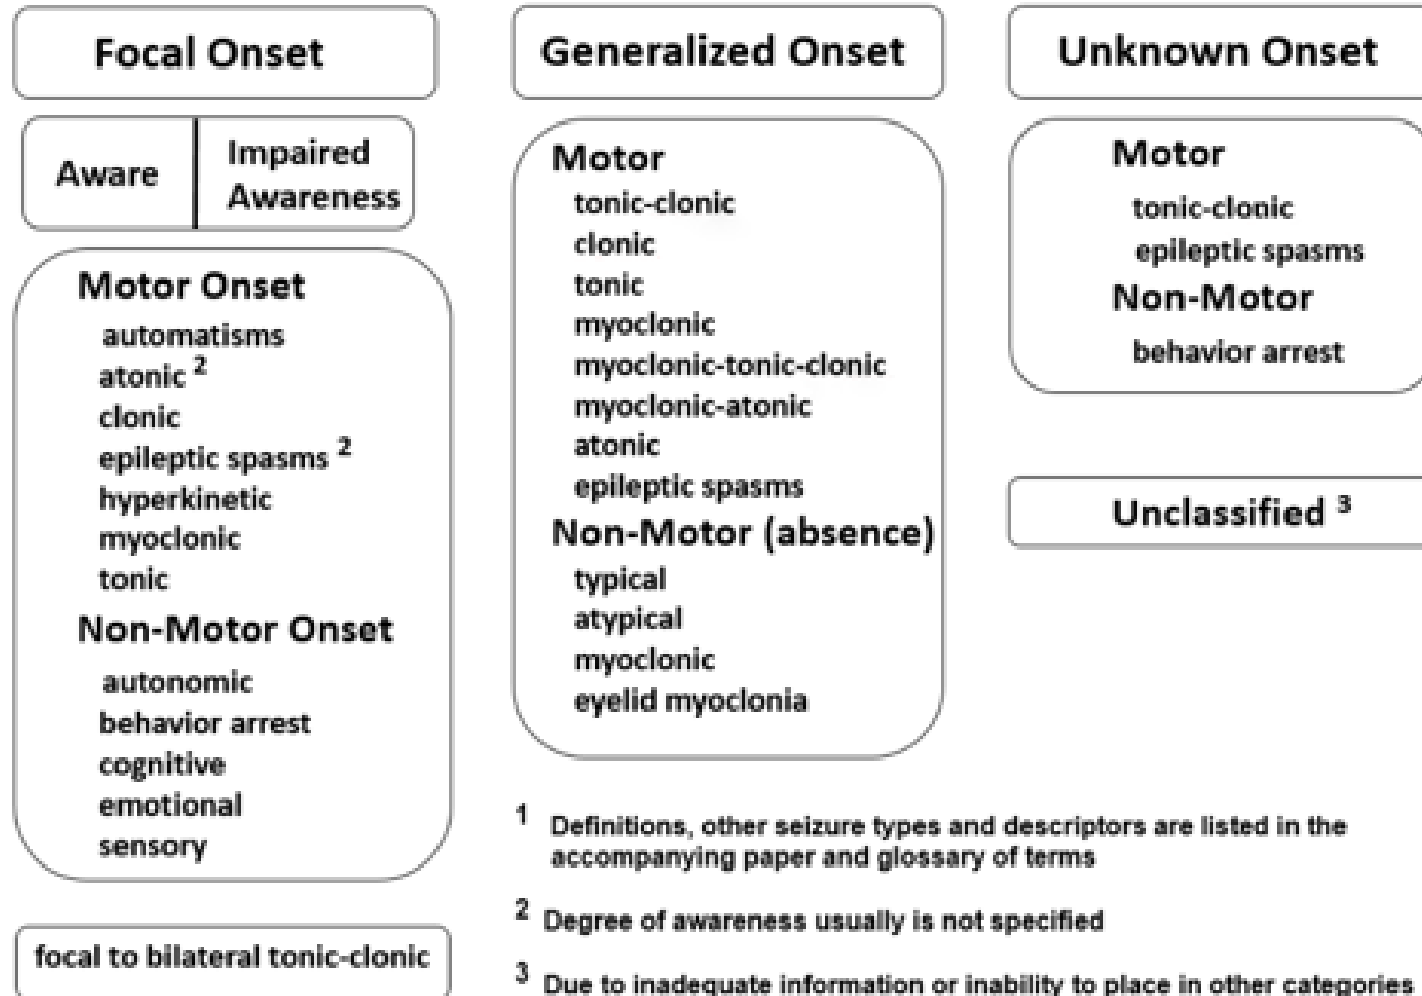 Focal Onset
Aware
Impaired
Awareness
Motor Onset
automatisms
atonic ²
clonic
epileptic spasms ²
hyperkinetic
myoclonic
tonic
Non-Motor Onset
autonomic
behavior arrest
cognitive
emotional
sensory
focal to bilateral tonic-clonic
Generalized Onset
Motor
tonic-clonic
clonic
tonic
myoclonic
myoclonic-tonic-clonic
myoclonic-atonic
atonic
epileptic spasms
Non-Motor (absence)
typical
atypical
myoclonic
eyelid myoclonia
Unknown Onset
Motor
tonic-clonic
epileptic spasms
Non-Motor
behavior arrest
Unclassified ³
¹ Definitions, other seizure types and descriptors are listed in the
accompanying paper and glossary of terms
² Degree of awareness usually is not specified
³ Due to inadequate information or inability to place in other categories